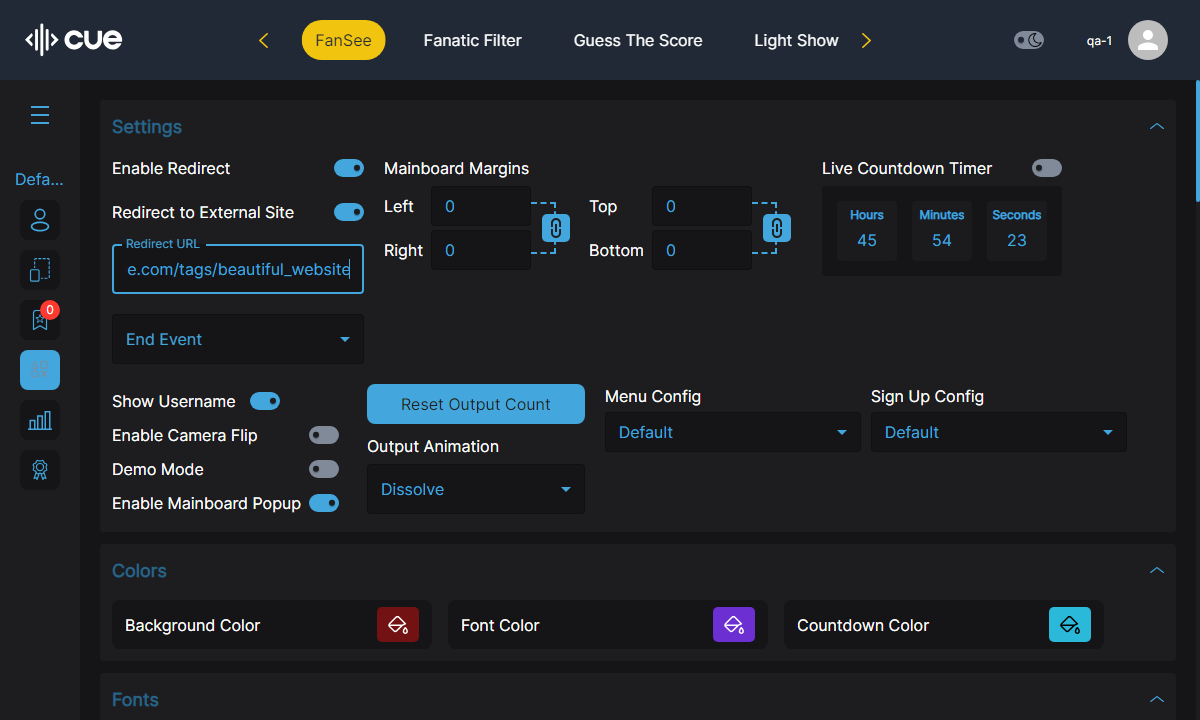 cue
FanSee
Fanatic Filter
Guess The Score
Light Show
qa-1
Defa...
0
Settings
Enable Redirect
Redirect to External Site
Redirect URL
e.com/tags/beautiful_website
End Event
Mainboard Margins
Left
0
Right
0
Top
0
Bottom
0
Live Countdown Timer
Hours
45
Minutes
54
Seconds
23
Show Username
Enable Camera Flip
Demo Mode
Enable Mainboard Popup
Reset Output Count
Output Animation
Dissolve
Menu Config
Default
Sign Up Config
Default
Colors
Background Color
Font Color
Countdown Color
Fonts